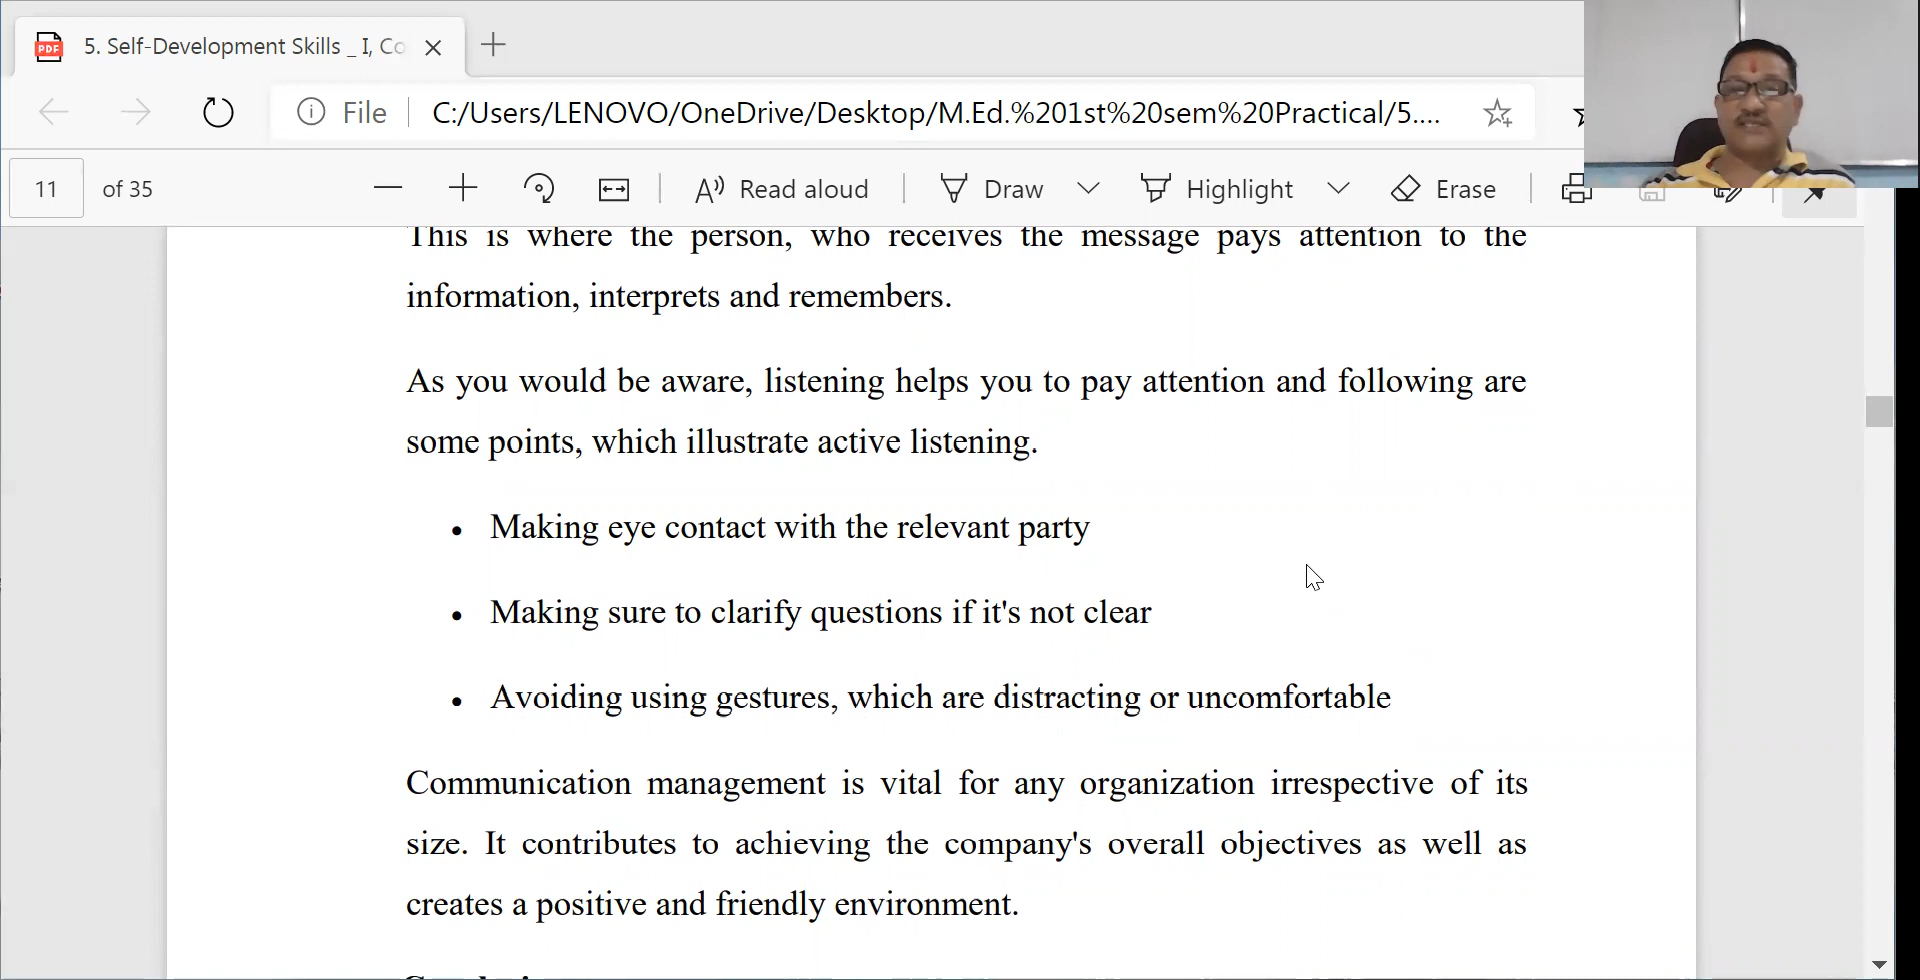 5. Self-Development Skills _ I, Co
File
C:/Users/LENOVO/OneDrive/Desktop/M.Ed.%201st%20sem%20Practical/5....
11 of 35
Read aloud
Draw
Highlight
Erase
This is where the person, who receives the message pays attention to the
information, interprets and remembers.
As you would be aware, listening helps you to pay attention and following are
some points, which illustrate active listening.
• Making eye contact with the relevant party
• Making sure to clarify questions if it's not clear
• Avoiding using gestures, which are distracting or uncomfortable
Communication management is vital for any organization irrespective of its
size. It contributes to achieving the company's overall objectives as well as
creates a positive and friendly environment.